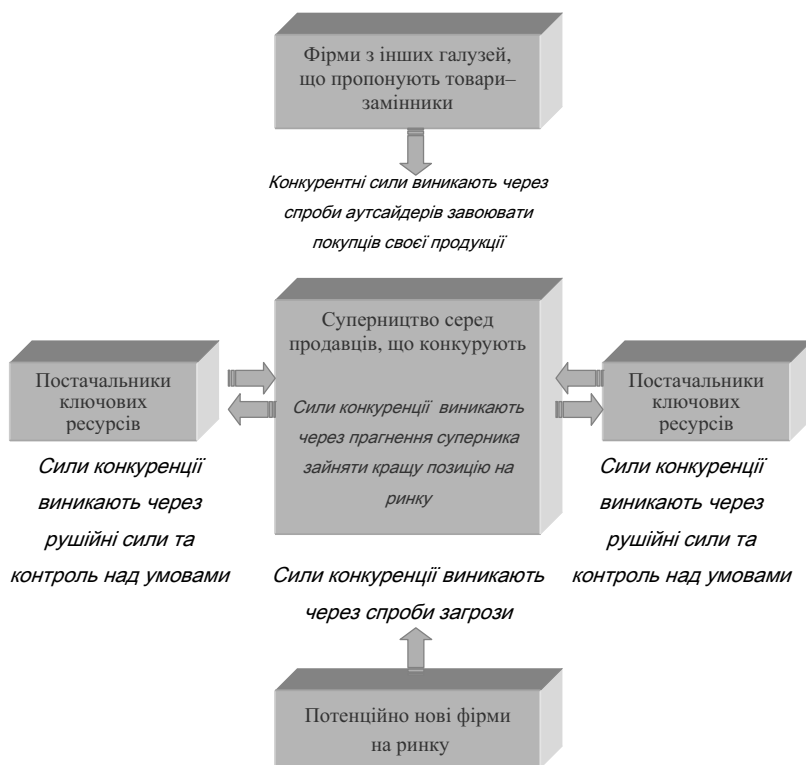 Фірми з інших галузей,
що пропонують товари–
замінники
Конкурентні сили виникають через
спроби аутсайдерів завоювати
покупців своєї продукції
Суперництво серед
продавців, що конкурують
Сили конкуренції виникають
через прагнення суперника
зайняти кращу позицію на
ринку
Постачальники
ключових
ресурсів
Сили конкуренції
виникають через
рушійні сили та
контроль над умовами
Постачальники
ключових
ресурсів
Сили конкуренції
виникають через
рушійні сили та
контроль над умовами
Сили конкуренції виникають
через спроби загрози
Потенційно нові фірми
на ринку